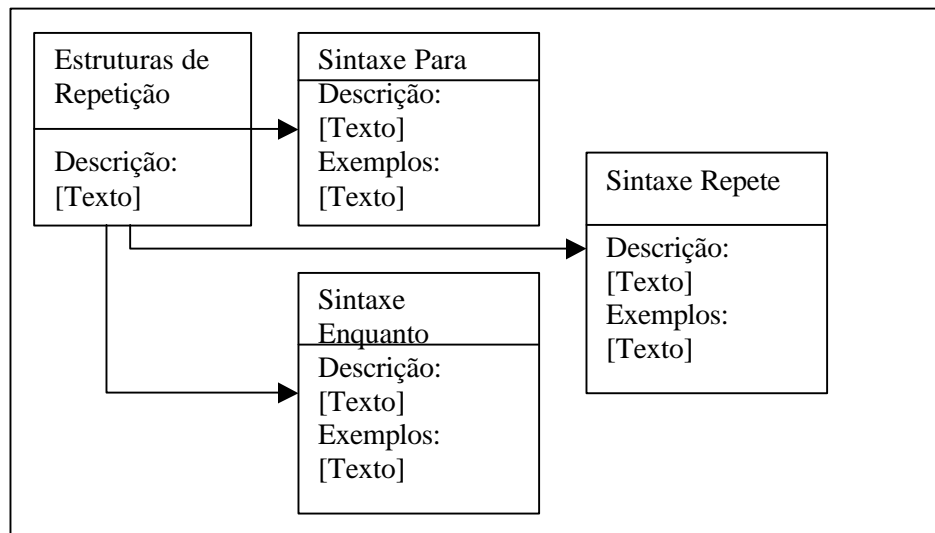 Estruturas de
Repetição
Descrição:
[Texto]
Sintaxe Para
Descrição:
[Texto]
Exemplos:
[Texto]
Sintaxe Repete
Descrição:
[Texto]
Exemplos:
[Texto]
Sintaxe
Enquanto
Descrição:
[Texto]
Exemplos:
[Texto]